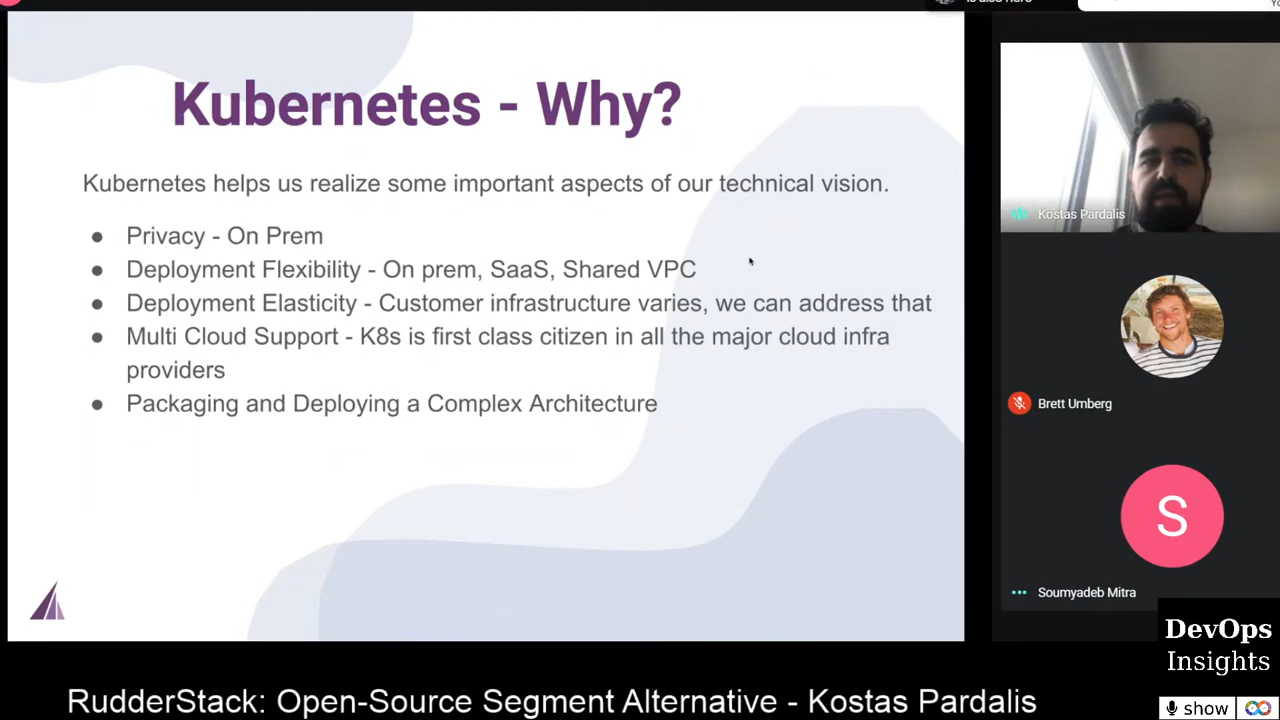 Kubernetes - Why?
Kubernetes helps us realize some important aspects of our technical vision.
● Privacy - On Prem
● Deployment Flexibility - On prem, SaaS, Shared VPC
● Deployment Elasticity - Customer infrastructure varies, we can address that
● Multi Cloud Support - K8s is first class citizen in all the major cloud infra
providers
● Packaging and Deploying a Complex Architecture
Kostas Pardalis
Brett Umberg
S
Soumyadeb Mitra
DevOps
Insights
show
RudderStack: Open-Source Segment Alternative - Kostas Pardalis